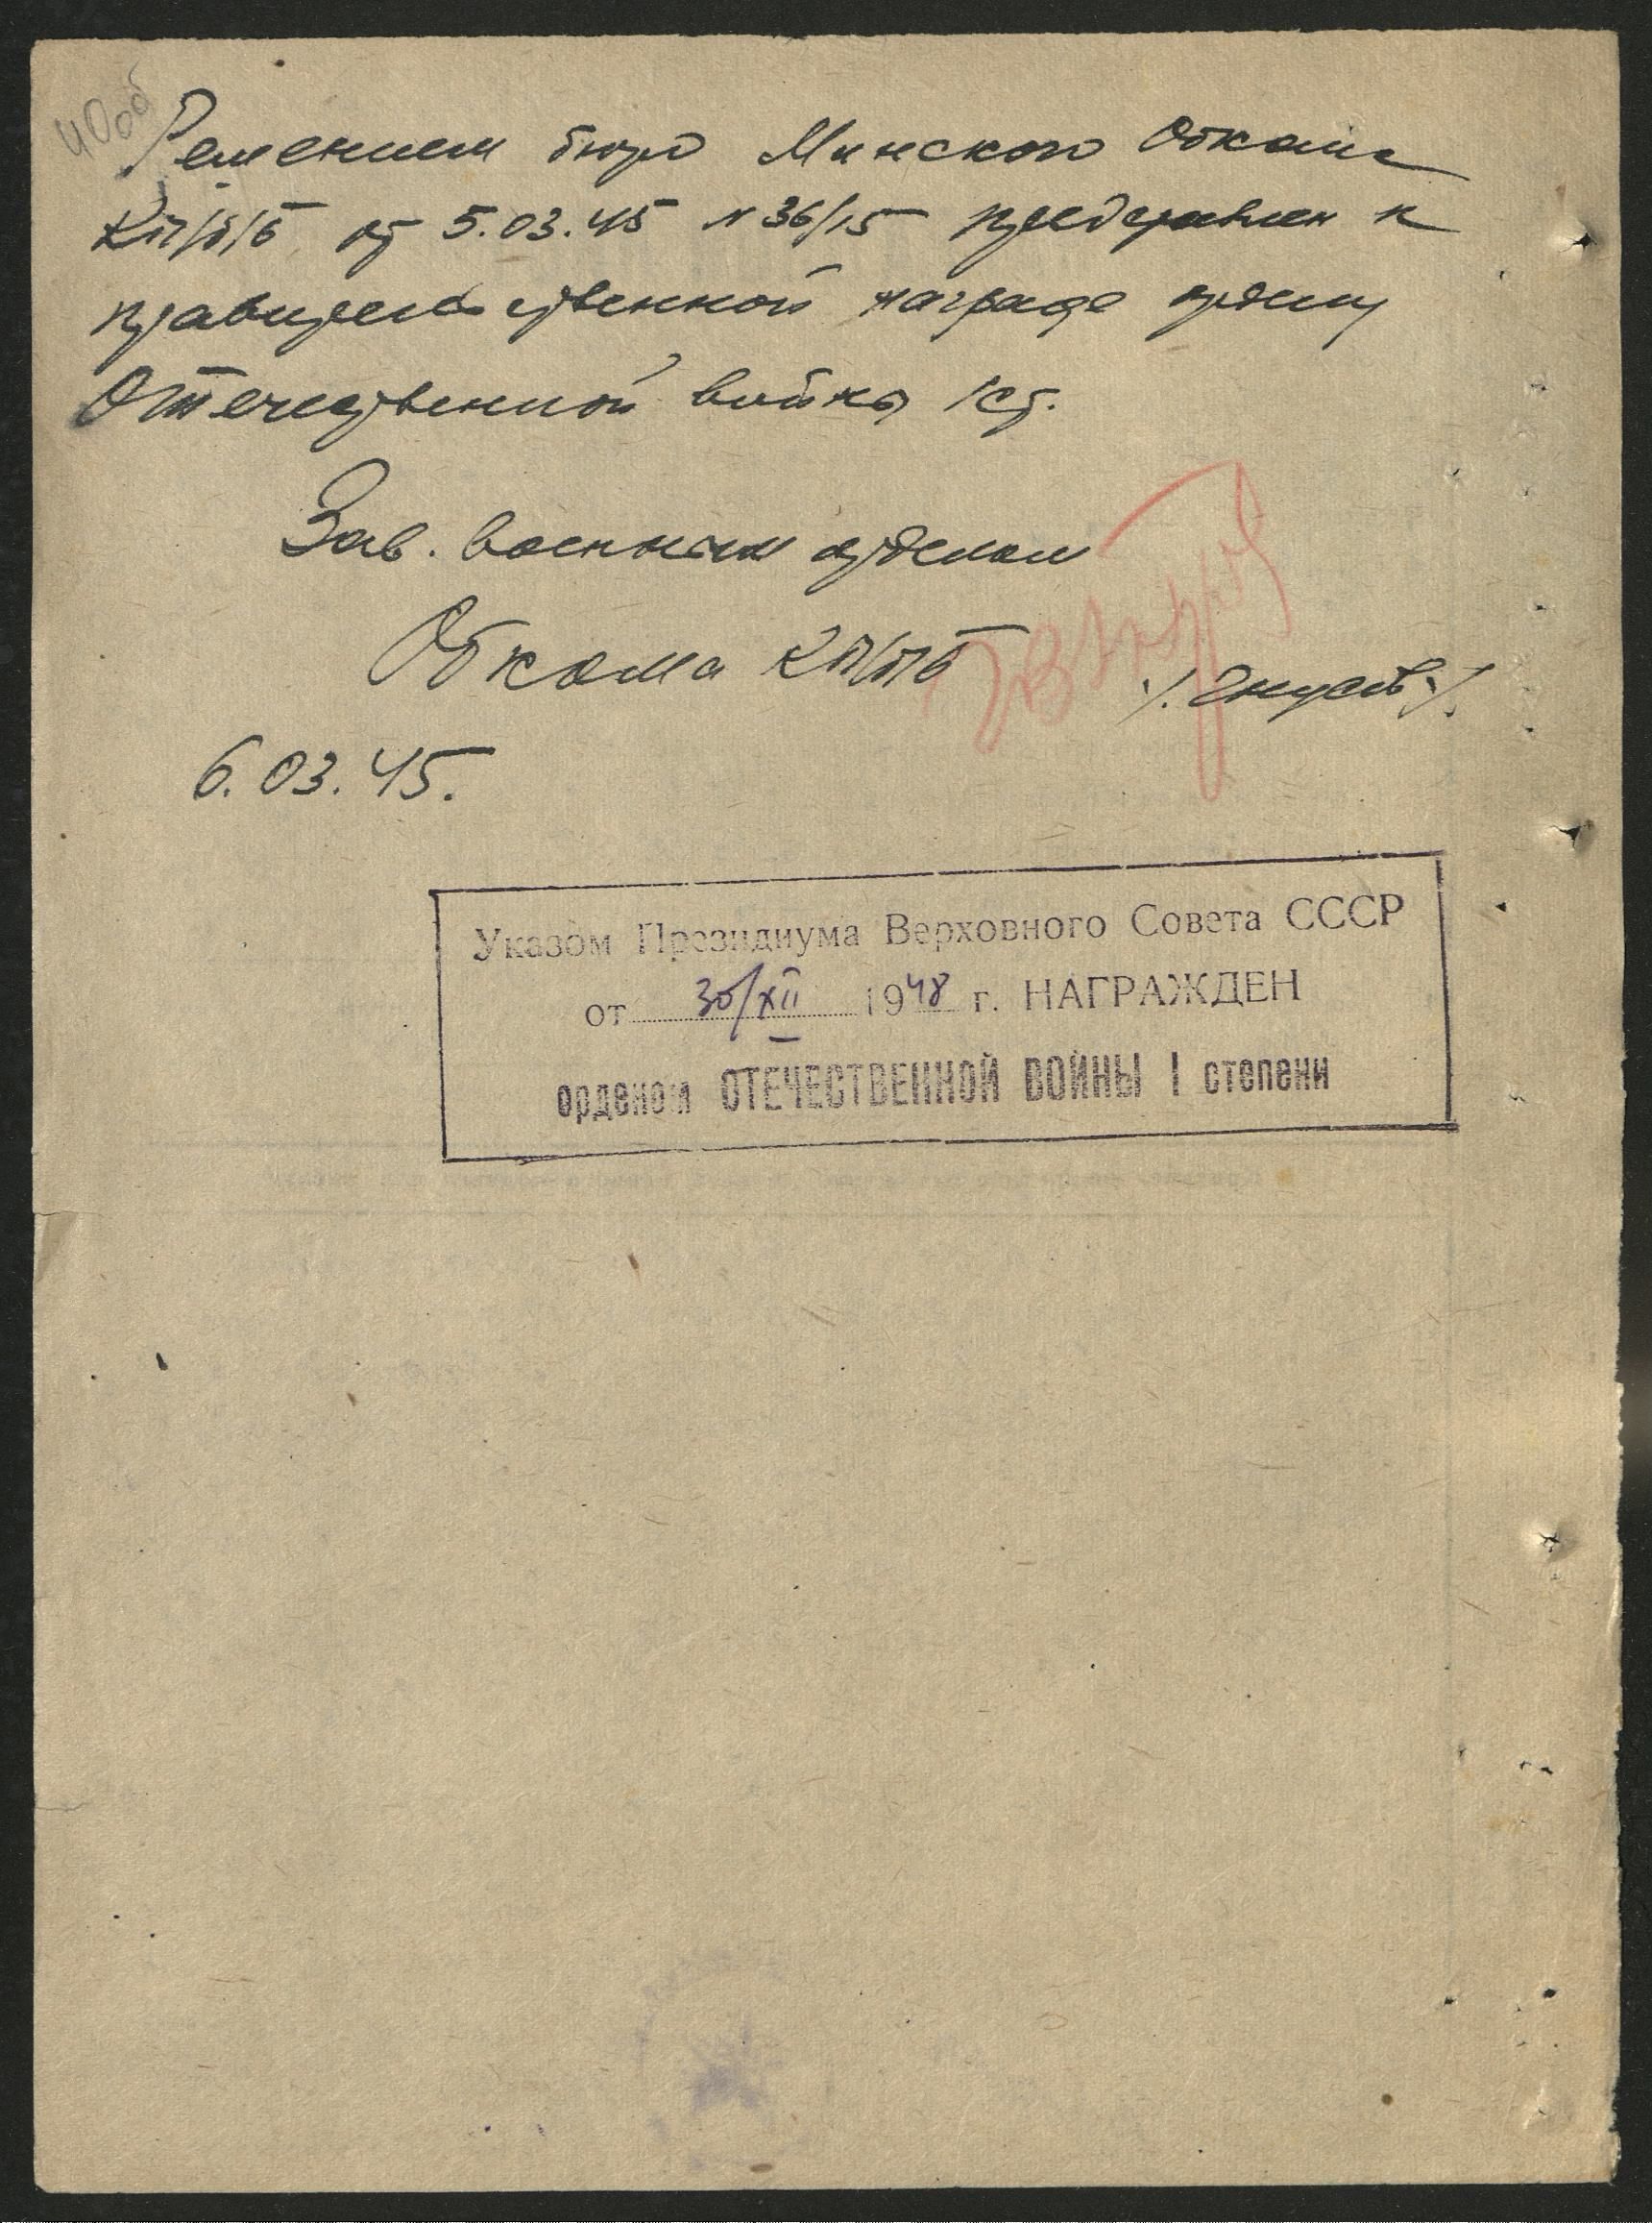 40об
Решением бюро Минского Обкома
КП/б/Б от 5.03.45 N 36/15 представлен к
правительственной награде ордену
Отечественной войны 1 ст.
Зав. военным отделом
Обкома КП/б/Б
6.03.45.
Указом Президиума Верховного Совета СССР
от 30/XII 1948 г. НАГРАЖДЕН
орденом ОТЕЧЕСТВЕННОЙ ВОЙНЫ I степени